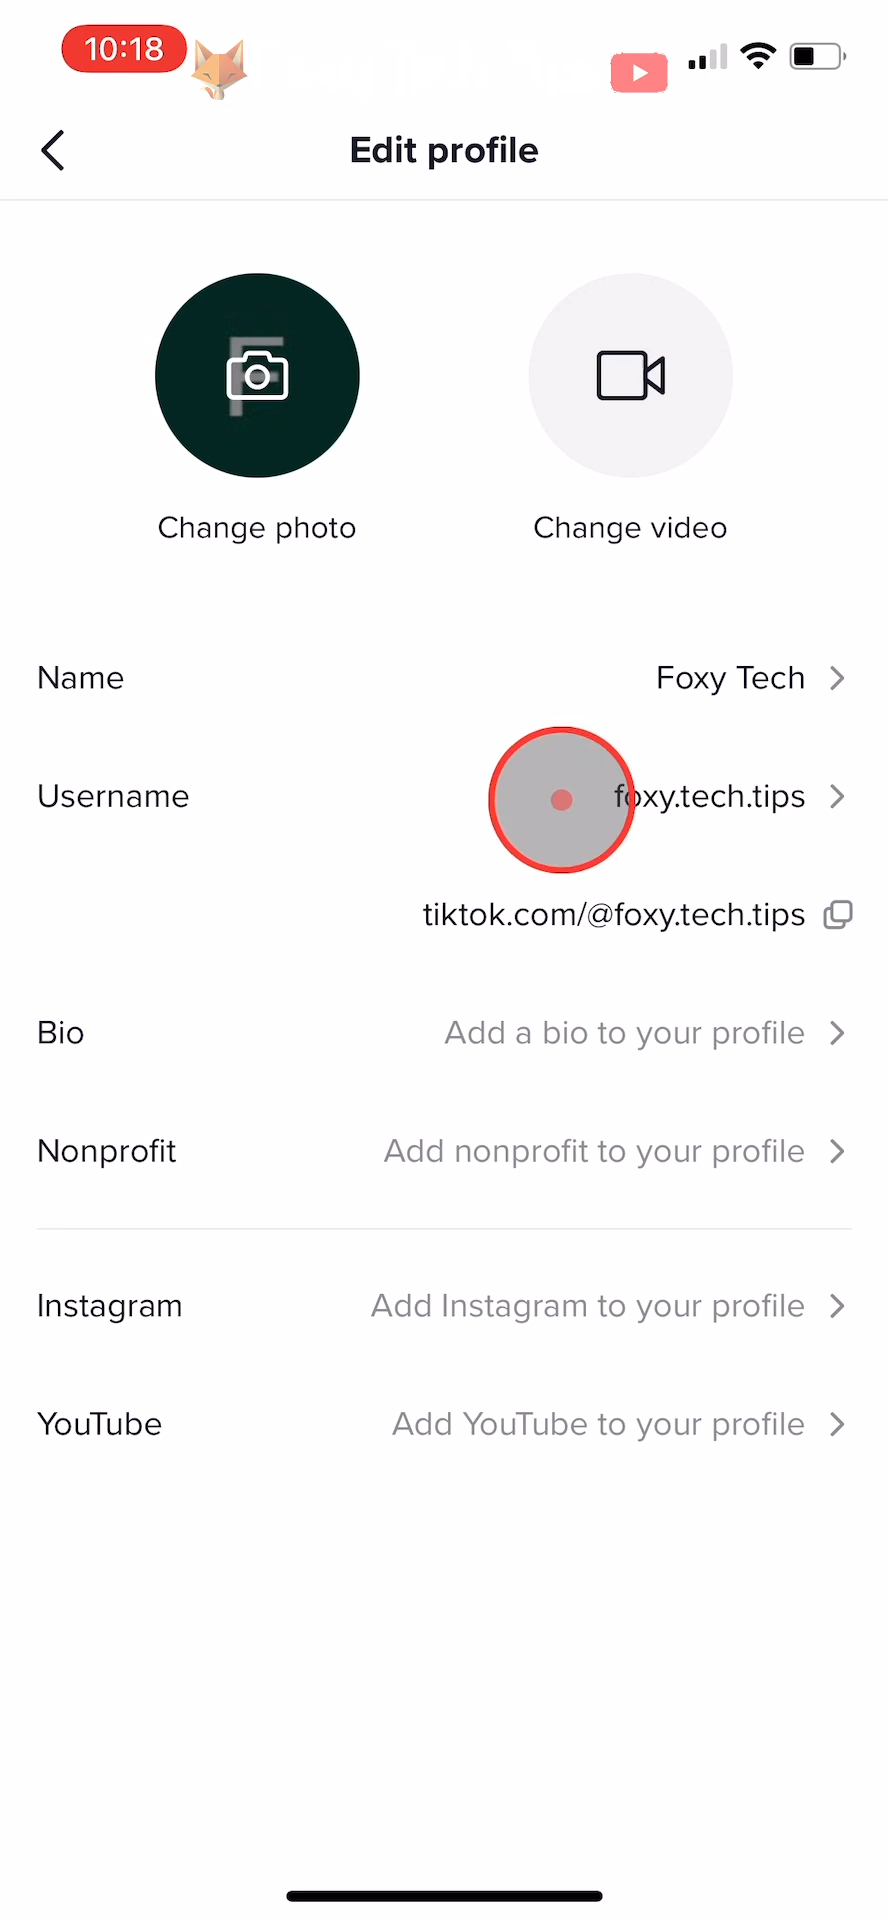 10:18
Edit profile
F
Change photo
Change video
Name
Foxy Tech
Username
foxy.tech.tips
tiktok.com/@foxy.tech.tips
Bio
Add a bio to your profile
Nonprofit
Add nonprofit to your profile
Instagram
Add Instagram to your profile
YouTube
Add YouTube to your profile